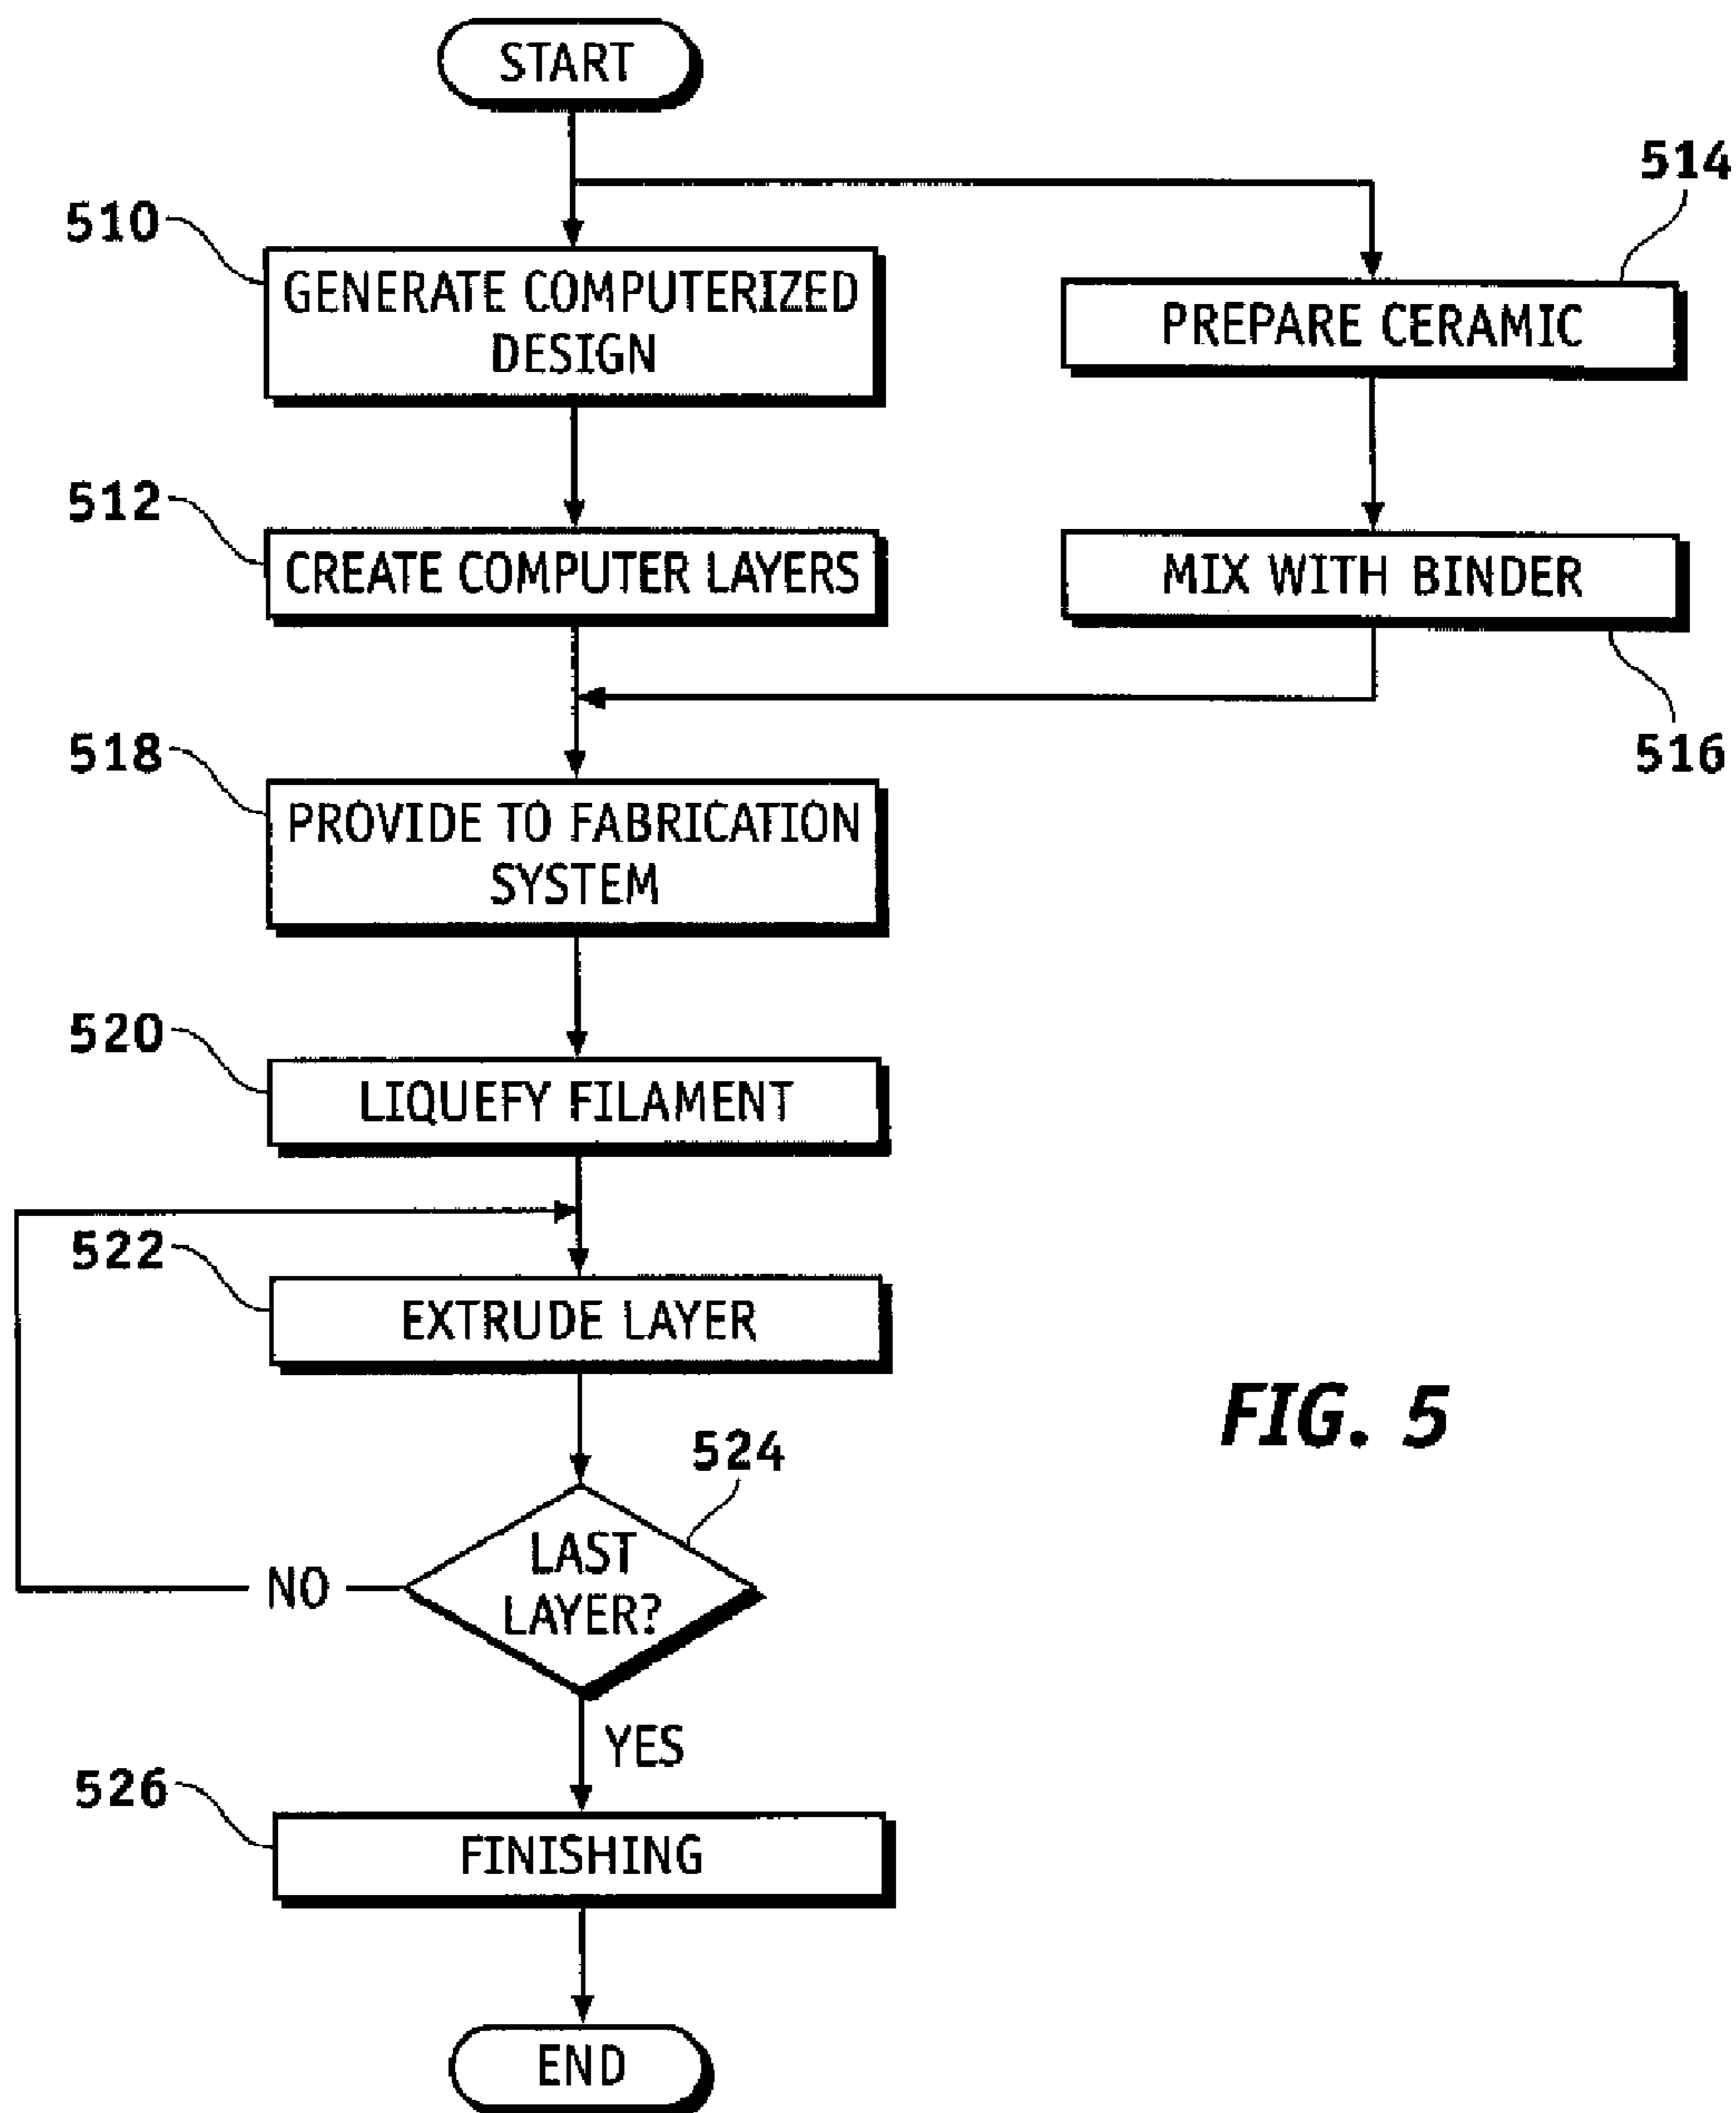 START
514
510
GENERATE COMPUTERIZED
DESIGN
PREPARE CERAMIC
512
CREATE COMPUTER LAYERS
MIX WITH BINDER
518
516
PROVIDE TO FABRICATION
SYSTEM
520
LIQUEFY FILAMENT
522
EXTRUDE LAYER
FIG. 5
524
LAST
LAYER?
NO
YES
526
FINISHING
END